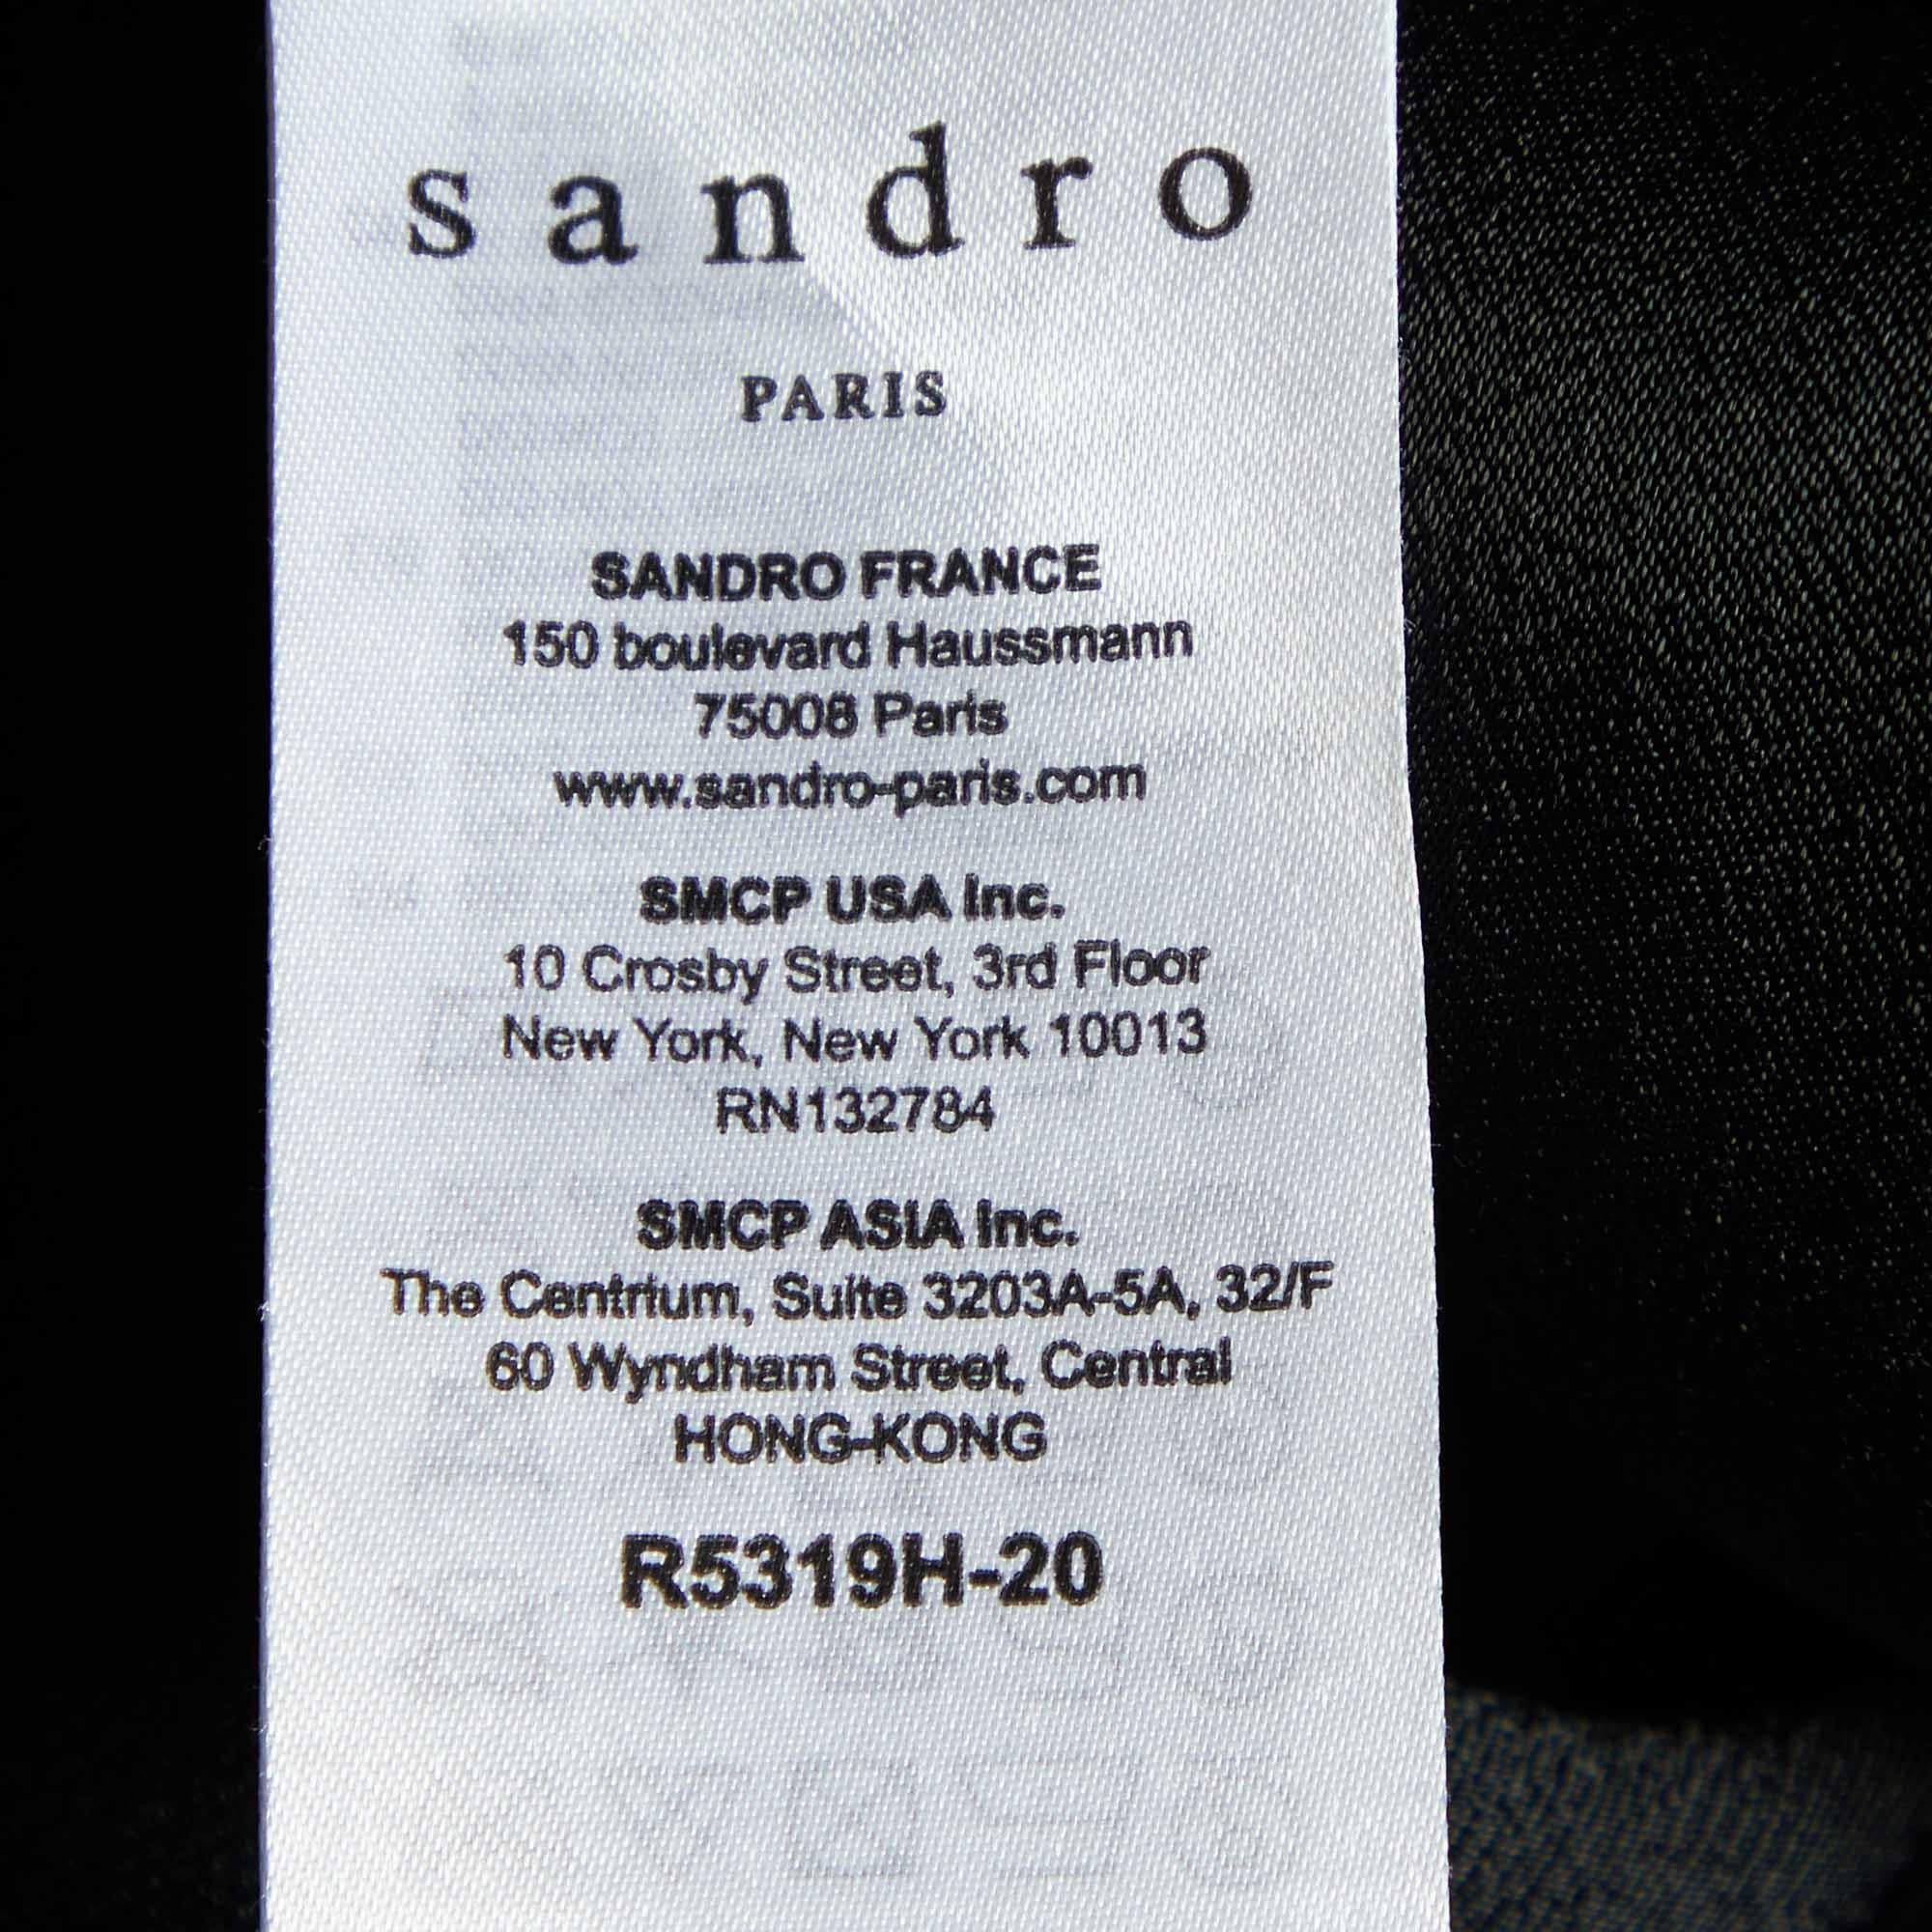 sandro
PARIS
SANDRO FRANCE
150 boulevard Haussmann
75008 Paris
www.sandro-paris.com
SMCP USA Inc.
10 Crosby Street, 3rd Floor
New York, New York 10013
RN132784
SMCP ASIA Inc.
The Centrium, Suite 3203A-5A, 32/F
60 Wyndham Street, Central
HONG-KONG
R5319H-20